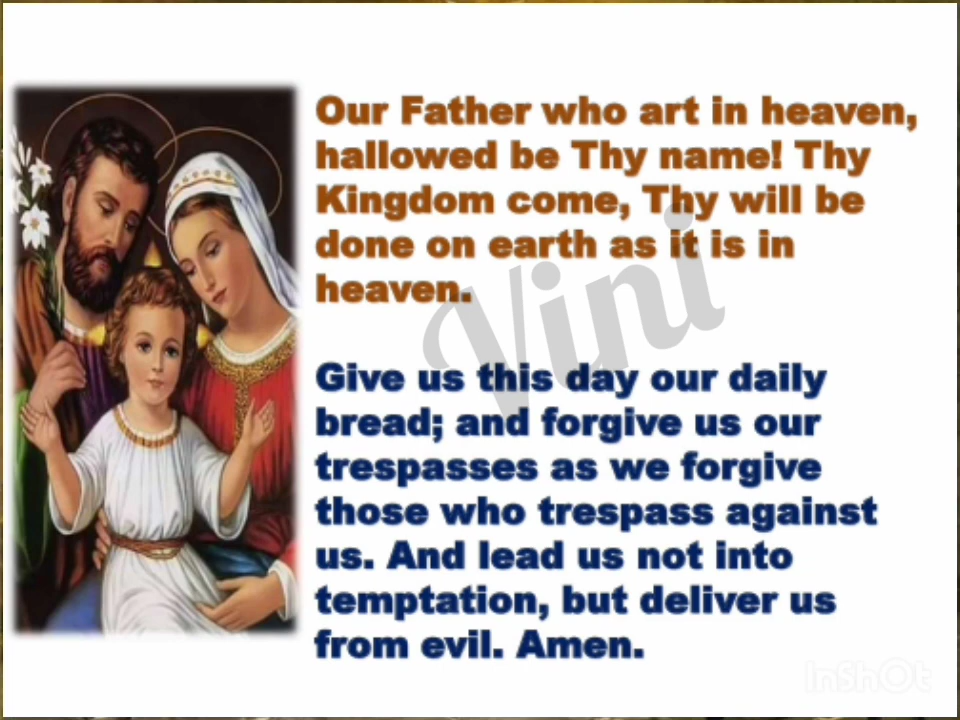 Our Father who art in heaven,
hallowed be Thy name! Thy
Kingdom come, Thy will be
done on earth as it is in
heaven.
Vini
Give us this day our daily
bread; and forgive us our
trespasses as we forgive
those who trespass against
us. And lead us not into
temptation, but deliver us
from evil. Amen.
InShOt